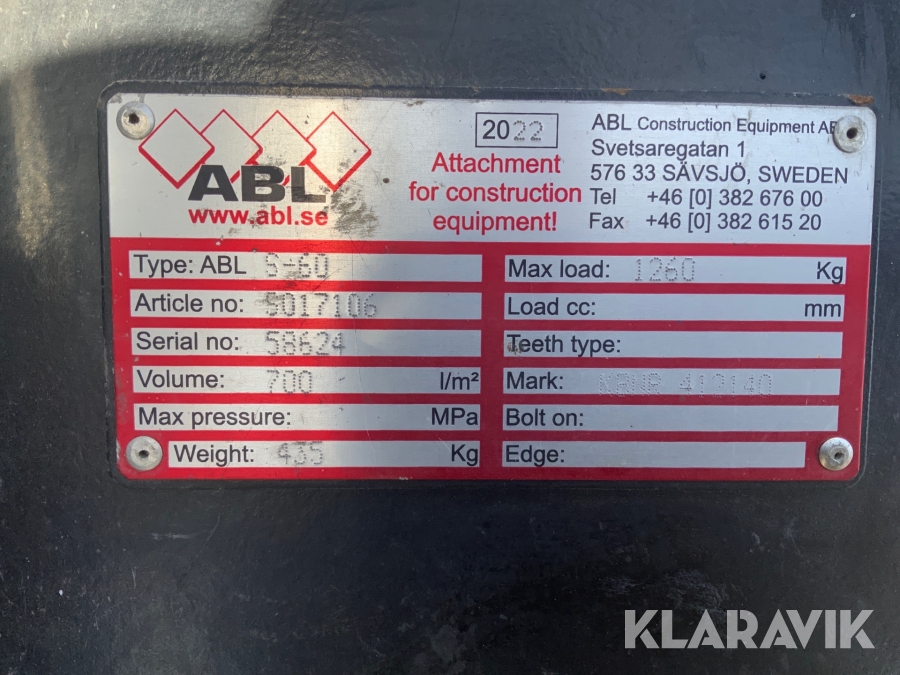 ABL
www.abl.se
2022
Attachment
for construction
equipment!
ABL Construction Equipment AB
Svetsaregatan 1
576 33 SÄVSJÖ, SWEDEN
Tel +46 [0] 382 676 00
Fax +46 [0] 382 615 20
Type: ABL S-60
Article no: S017106
Serial no: 58624
Volume: 700 l/m²
Max pressure: MPa
Weight: 435 Kg
Max load: 1260 Kg
Load cc: mm
Teeth type:
Mark: 412140
Bolt on:
Edge:
KLARAVIK